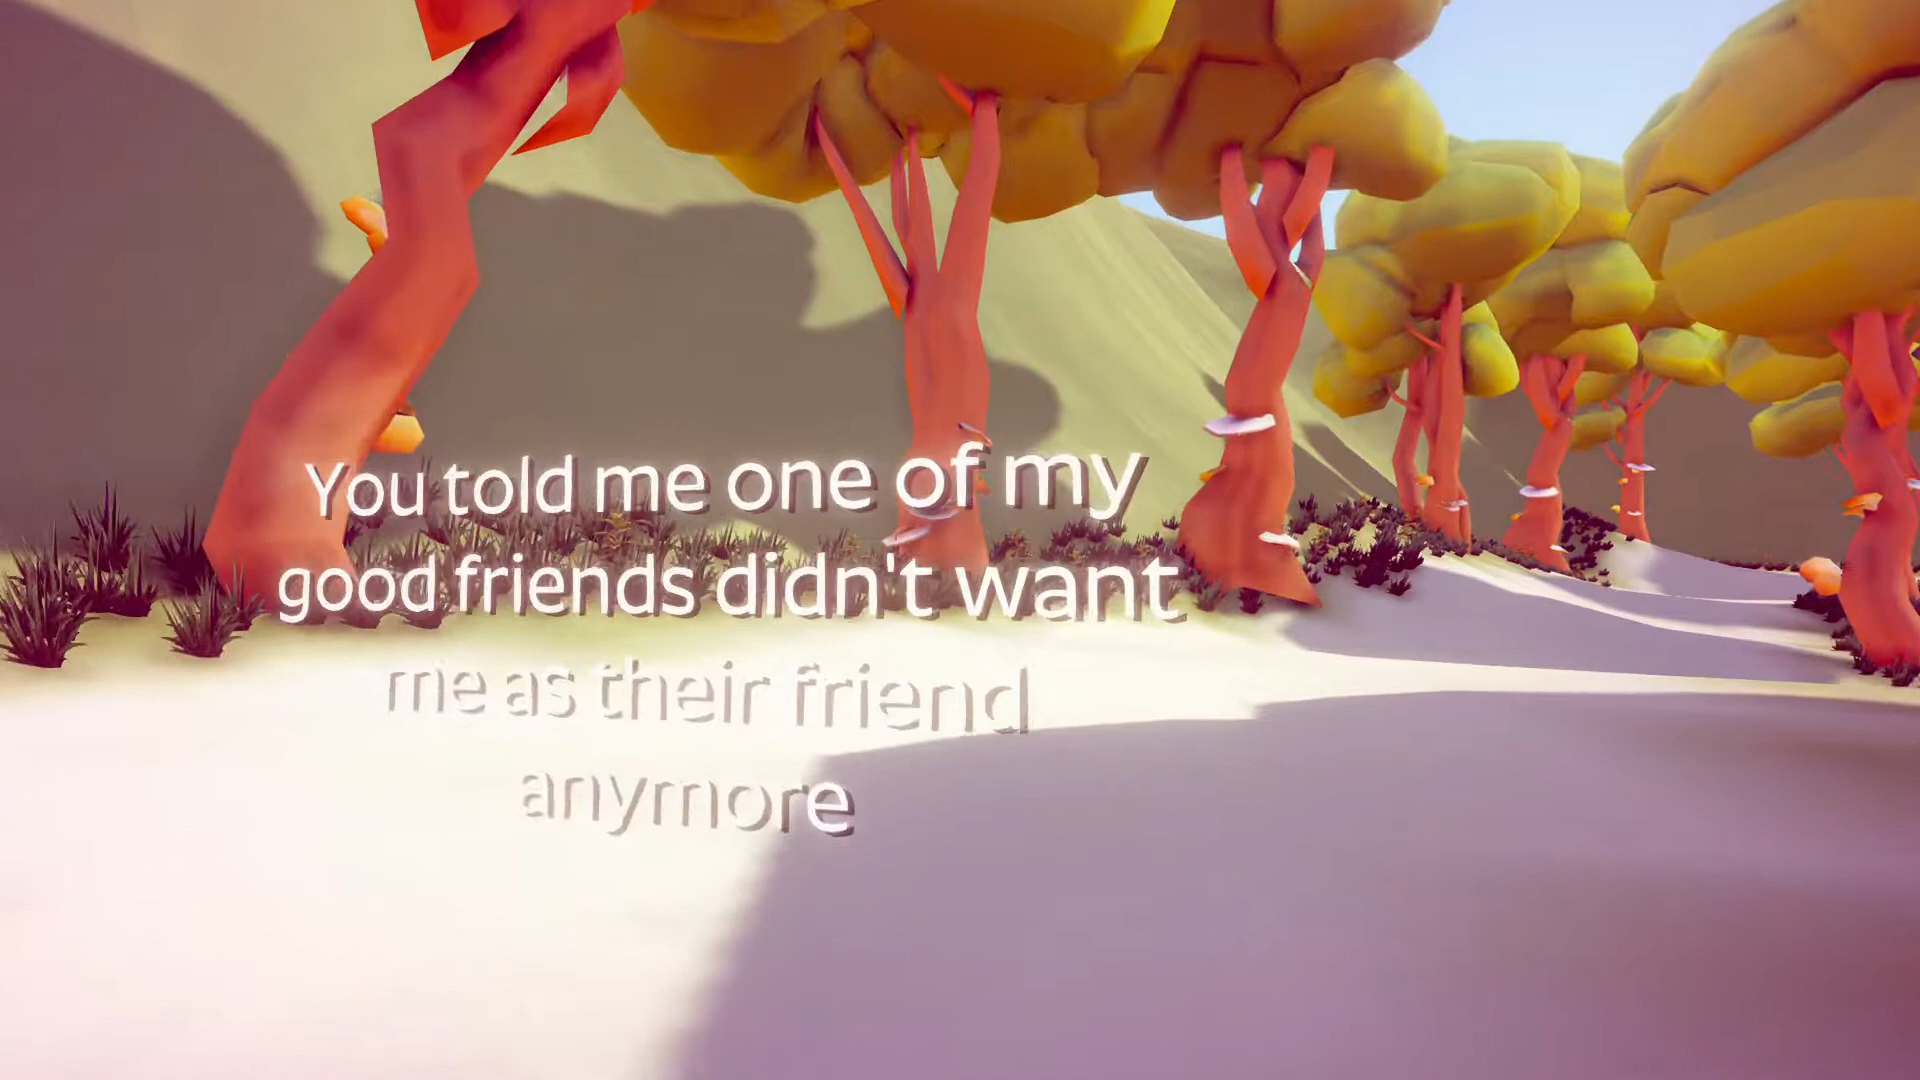 You told me one of my
good friends didn't want
me as their friend
anymore